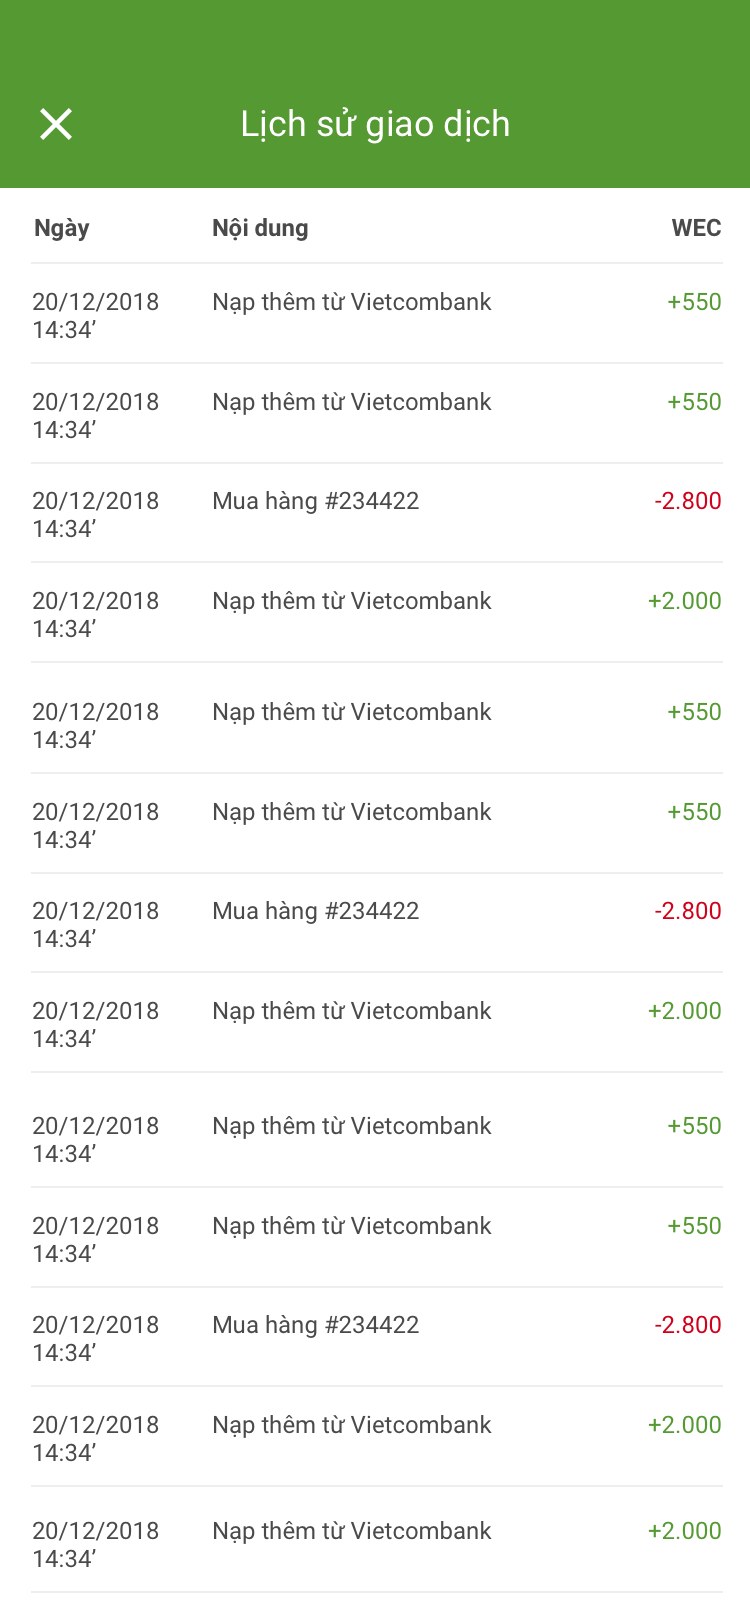 Lịch sử giao dịch
Ngày Nội dung WEC
20/12/2018 Nạp thêm từ Vietcombank +550
14:34’
20/12/2018 Nạp thêm từ Vietcombank +550
14:34’
20/12/2018 Mua hàng #234422 -2.800
14:34’
20/12/2018 Nạp thêm từ Vietcombank +2.000
14:34’
20/12/2018 Nạp thêm từ Vietcombank +550
14:34’
20/12/2018 Nạp thêm từ Vietcombank +550
14:34’
20/12/2018 Mua hàng #234422 -2.800
14:34’
20/12/2018 Nạp thêm từ Vietcombank +2.000
14:34’
20/12/2018 Nạp thêm từ Vietcombank +550
14:34’
20/12/2018 Nạp thêm từ Vietcombank +550
14:34’
20/12/2018 Mua hàng #234422 -2.800
14:34’
20/12/2018 Nạp thêm từ Vietcombank +2.000
14:34’
20/12/2018 Nạp thêm từ Vietcombank +2.000
14:34’